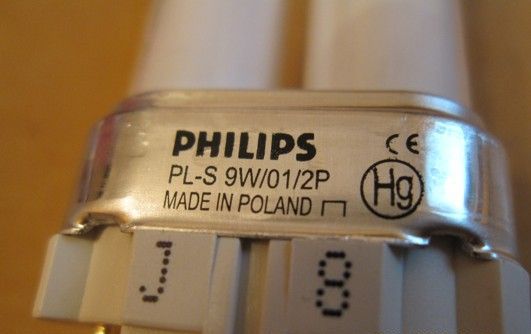 PHILIPS CE
PL-S 9W/01/2P Hg
MADE IN POLAND
J 8